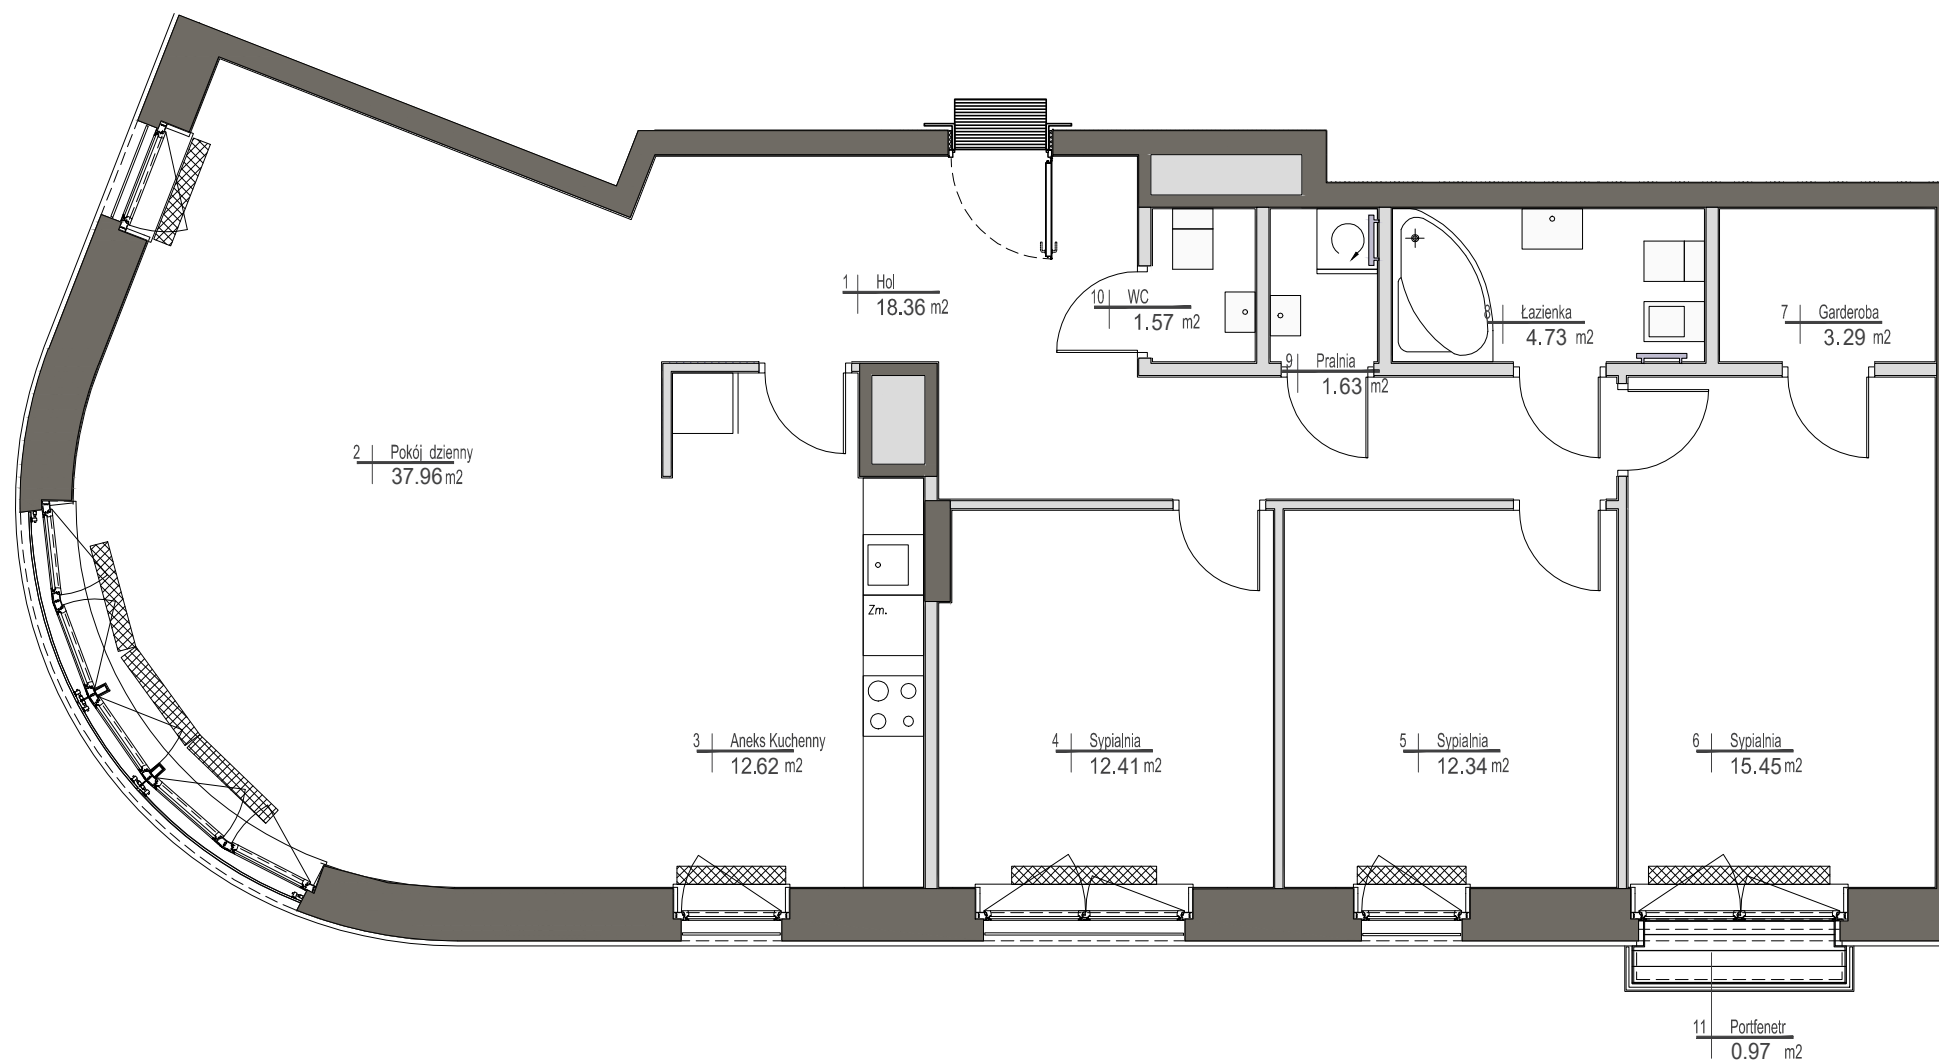 1 Hol
18.36 m2
10 WC
1.57 m2
8 Łazienka
4.73 m2
7 Garderoba
3.29 m2
9 Pralnia
1.63 m2
2 Pokój dzienny
37.96 m2
Zm.
3 Aneks Kuchenny
12.62 m2
4 Sypialnia
12.41 m2
5 Sypialnia
12.34 m2
6 Sypialnia
15.45 m2
11 Portfenetr
0.97 m2